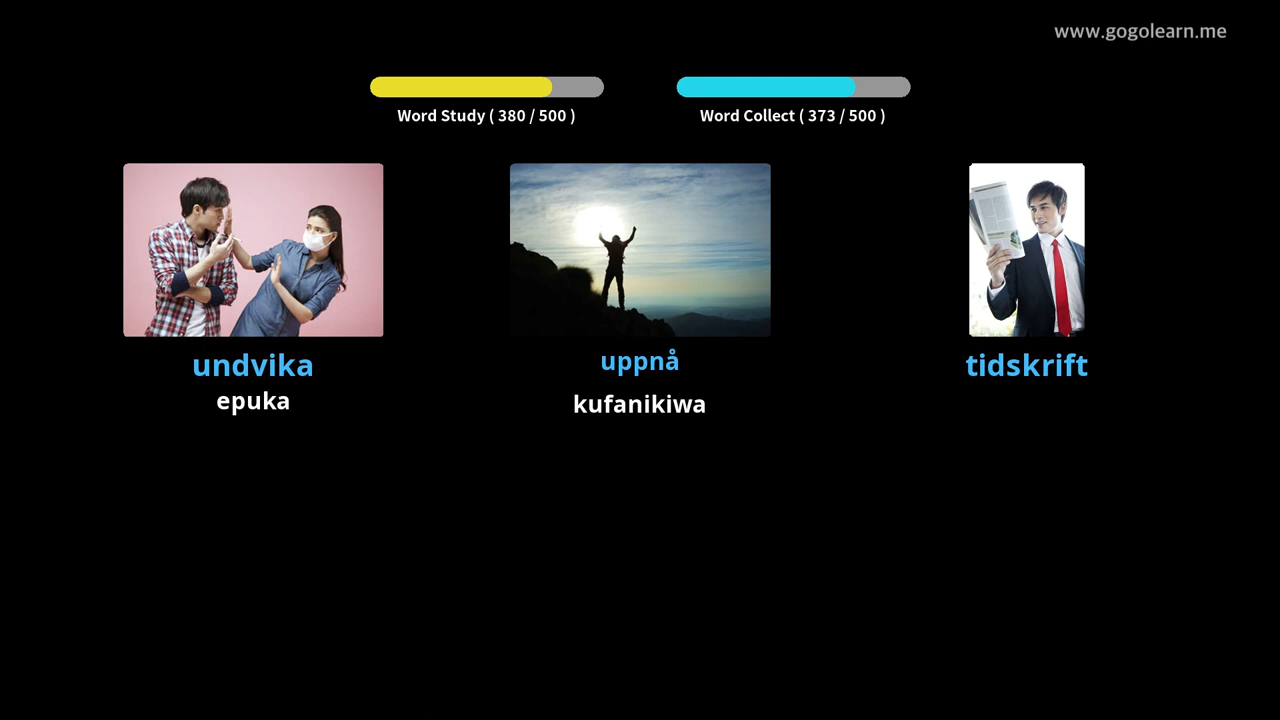 www.gogolearn.me
Word Study ( 380 / 500 )
Word Collect ( 373 / 500 )
undvika
epuka
uppnå
kufanikiwa
tidskrift